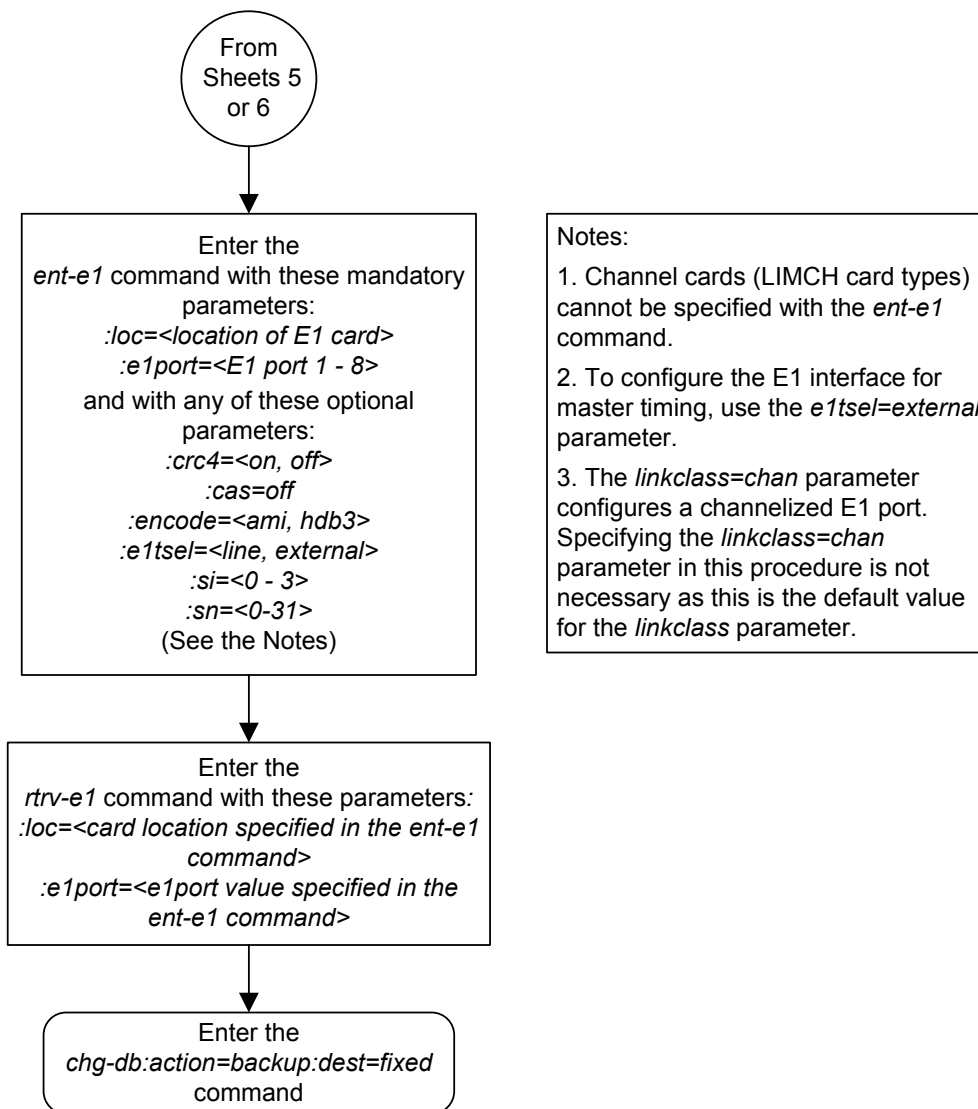 From
Sheets 5
or 6
Enter the
ent-e1 command with these mandatory
parameters:
:loc=<location of E1 card>
:e1port=<E1 port 1 - 8>
and with any of these optional
parameters:
:crc4=<on, off>
:cas=off
:encode=<ami, hdb3>
:e1tsel=<line, external>
:si=<0 - 3>
:sn=<0-31>
(See the Notes)
Notes:
1. Channel cards (LIMCH card types)
cannot be specified with the ent-e1
command.
2. To configure the E1 interface for
master timing, use the e1tsel=external
parameter.
3. The linkclass=chan parameter
configures a channelized E1 port.
Specifying the linkclass=chan
parameter in this procedure is not
necessary as this is the default value
for the linkclass parameter.
Enter the
rtrv-e1 command with these parameters:
:loc=<card location specified in the ent-e1
command>
:e1port=<e1port value specified in the
ent-e1 command>
Enter the
chg-db:action=backup:dest=fixed
command